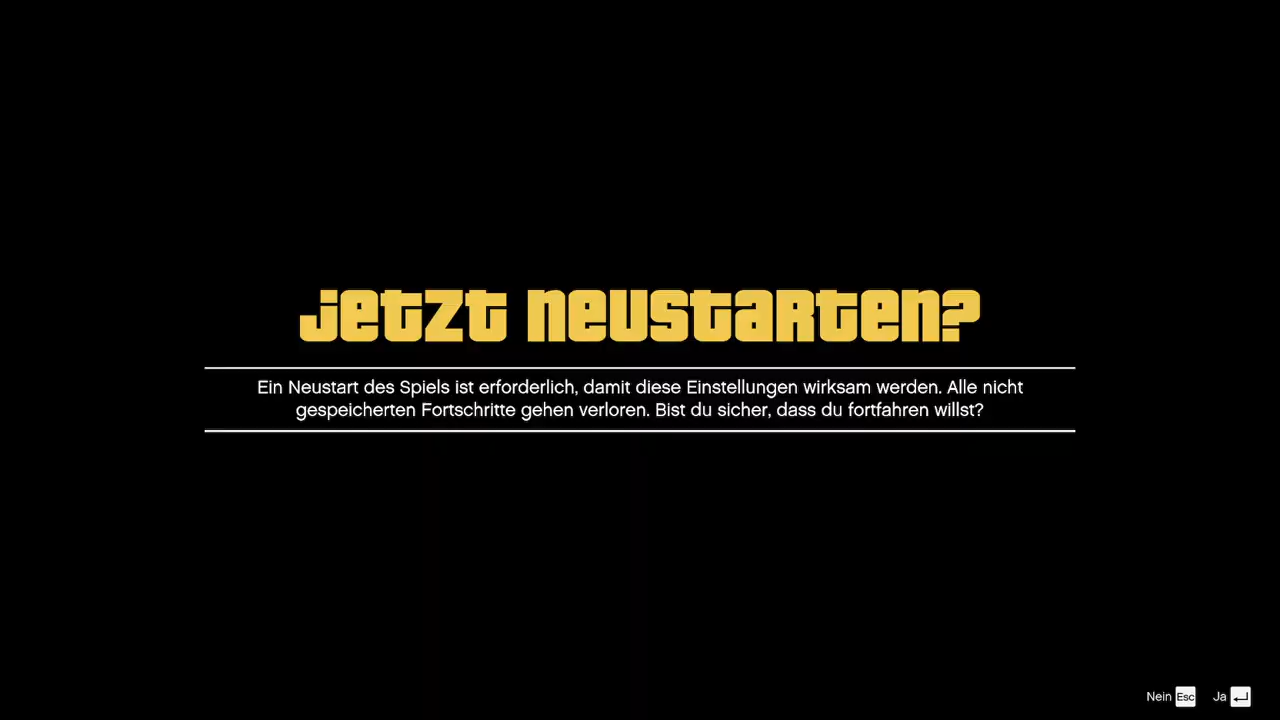 Jetzt neustarten?
Ein Neustart des Spiels ist erforderlich, damit diese Einstellungen wirksam werden. Alle nicht
gespeicherten Fortschritte gehen verloren. Bist du sicher, dass du fortfahren willst?
Nein Esc Ja